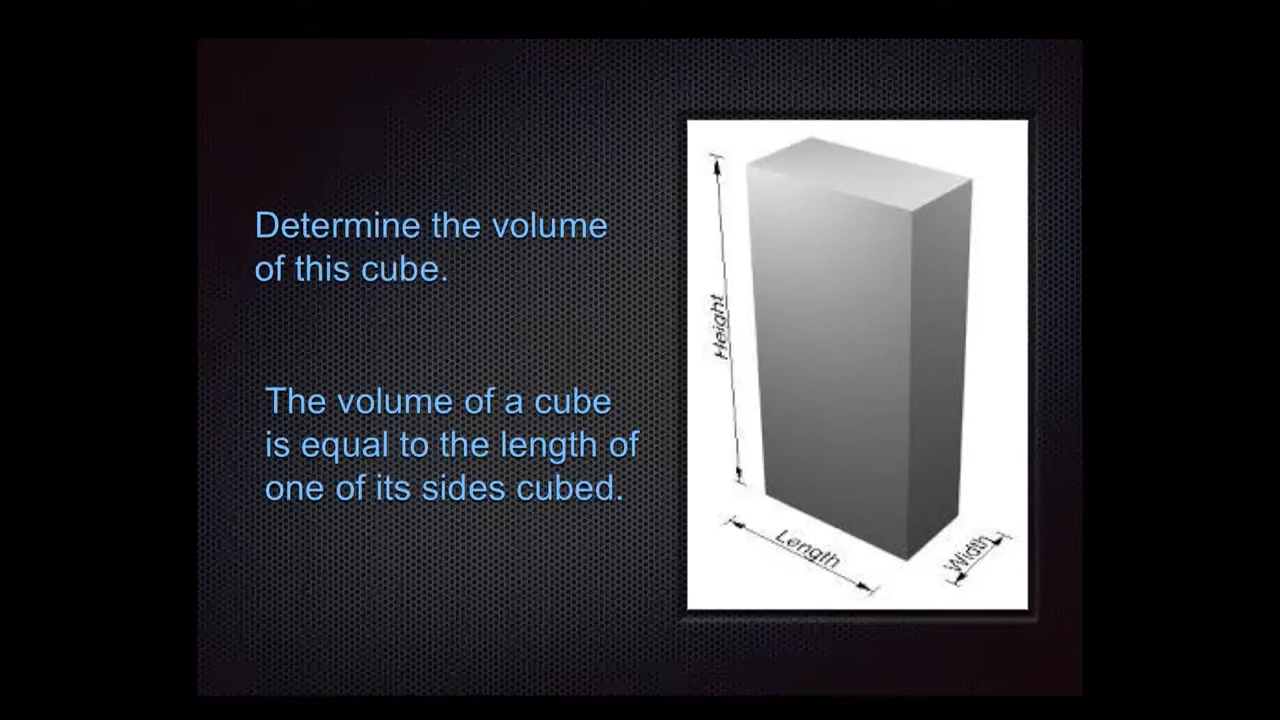 Determine the volume
of this cube.
The volume of a cube
is equal to the length of
one of its sides cubed.
Height
Length
Width